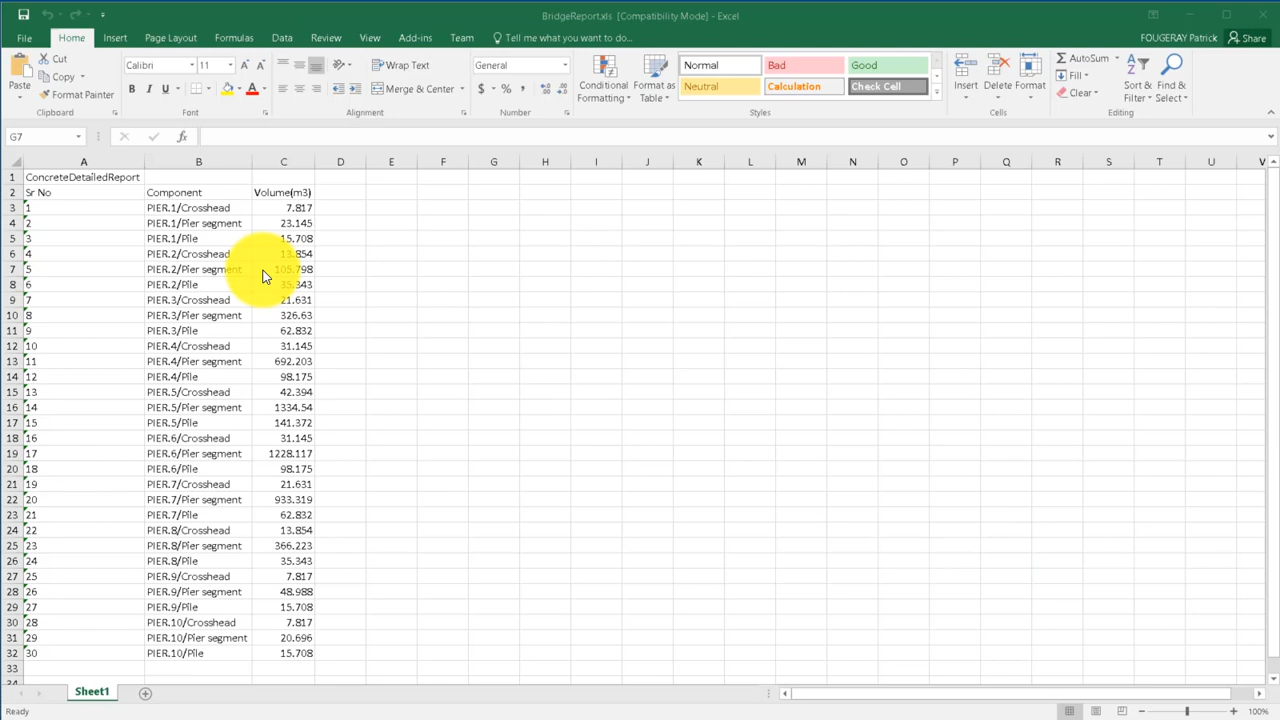 BridgeReport.xls [Compatibility Mode] - Excel
File Home Insert Page Layout Formulas Data Review View Add-ins Team Tell me what you want to do... FOUGERAY Patrick Share
Paste Cut Copy Format Painter
Calibri 11
B I U A
Wrap Text
Merge & Center
General
$ % ,
Conditional Formatting
Format as Table
Normal Bad Good
Neutral Calculation Check Cell
Insert Delete Format
AutoSum
Fill
Clear
Sort & Filter
Find & Select
Clipboard Font Alignment Number Styles Cells Editing
G7 fx
A B C D E F G H I J K L M N O P Q R S T U V
1 ConcreteDetailedReport
2 Sr No Component Volume(m3)
3 1 PIER.1/Crosshead 7.817
4 2 PIER.1/Pier segment 23.145
5 3 PIER.1/Pile 15.708
6 4 PIER.2/Crosshead 13.854
7 5 PIER.2/Pier segment 105.798
8 6 PIER.2/Pile 35.343
9 7 PIER.3/Crosshead 21.631
10 8 PIER.3/Pier segment 326.63
11 9 PIER.3/Pile 62.832
12 10 PIER.4/Crosshead 31.145
13 11 PIER.4/Pier segment 692.203
14 12 PIER.4/Pile 98.175
15 13 PIER.5/Crosshead 42.394
16 14 PIER.5/Pier segment 1334.54
17 15 PIER.5/Pile 141.372
18 16 PIER.6/Crosshead 31.145
19 17 PIER.6/Pier segment 1228.117
20 18 PIER.6/Pile 98.175
21 19 PIER.7/Crosshead 21.631
22 20 PIER.7/Pier segment 933.319
23 21 PIER.7/Pile 62.832
24 22 PIER.8/Crosshead 13.854
25 23 PIER.8/Pier segment 366.223
26 24 PIER.8/Pile 35.343
27 25 PIER.9/Crosshead 7.817
28 26 PIER.9/Pier segment 48.988
29 27 PIER.9/Pile 15.708
30 28 PIER.10/Crosshead 7.817
31 29 PIER.10/Pier segment 20.696
32 30 PIER.10/Pile 15.708
33
34
Sheet1
Ready 100%